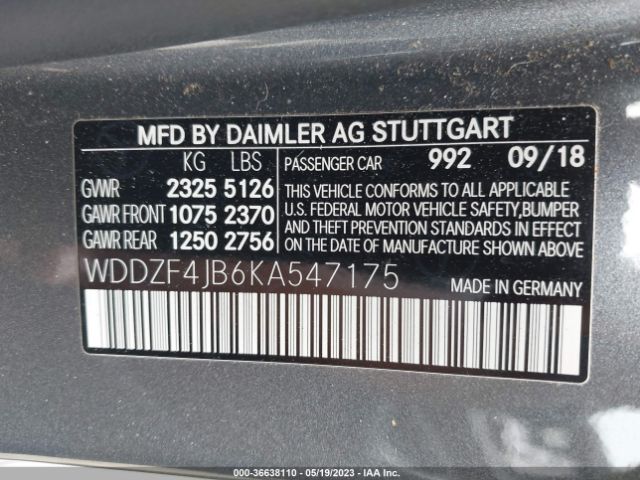 MFD BY DAIMLER AG STUTTGART
KG LBS
GVWR 2325 5126
GAWR FRONT 1075 2370
GAWR REAR 1250 2756
PASSENGER CAR 992 09/18
THIS VEHICLE CONFORMS TO ALL APPLICABLE
U.S. FEDERAL MOTOR VEHICLE SAFETY,BUMPER
AND THEFT PREVENTION STANDARDS IN EFFECT
ON THE DATE OF MANUFACTURE SHOWN ABOVE
WDDZF4JB6KA547175
MADE IN GERMANY
000-36638110 — 05/19/2023 — IAA Inc.